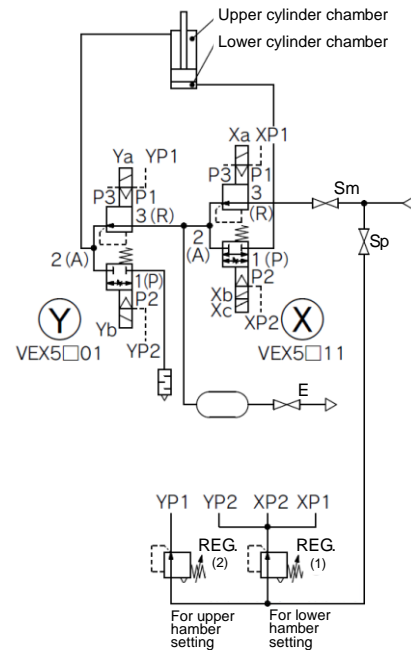 Upper cylinder chamber
Lower cylinder chamber
Ya YP1
Xa XP1
P3 P1
P3 P1
3 (R)
3
(R)
Sm
Sp
2 (A)
2
(A)
1 (P)
1(P)
P2
P2
Xb
Xc
XP2
Yb
YP2
Y
VEX5□01
X
VEX5□11
E
YP1 YP2 XP2 XP1
REG.
(2)
REG.
(1)
For upper
hamber
setting
For lower
hamber
setting